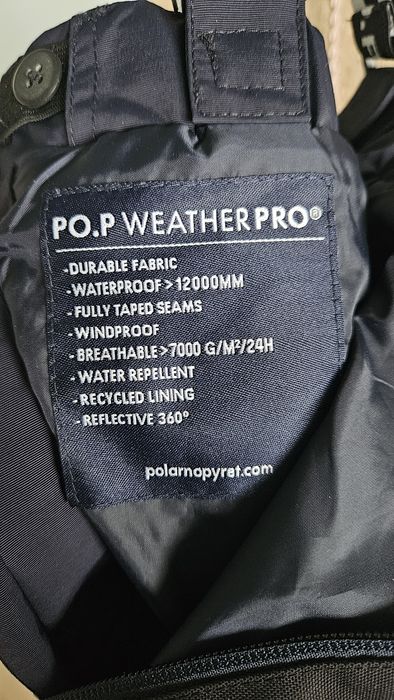 PO.P WEATHERPRO®
-DURABLE FABRIC
-WATERPROOF>12000MM
-FULLY TAPED SEAMS
-WINDPROOF
-BREATHABLE>7000 G/M²/24H
-WATER REPELLENT
-RECYCLED LINING
-REFLECTIVE 360°
polarnopyret.com